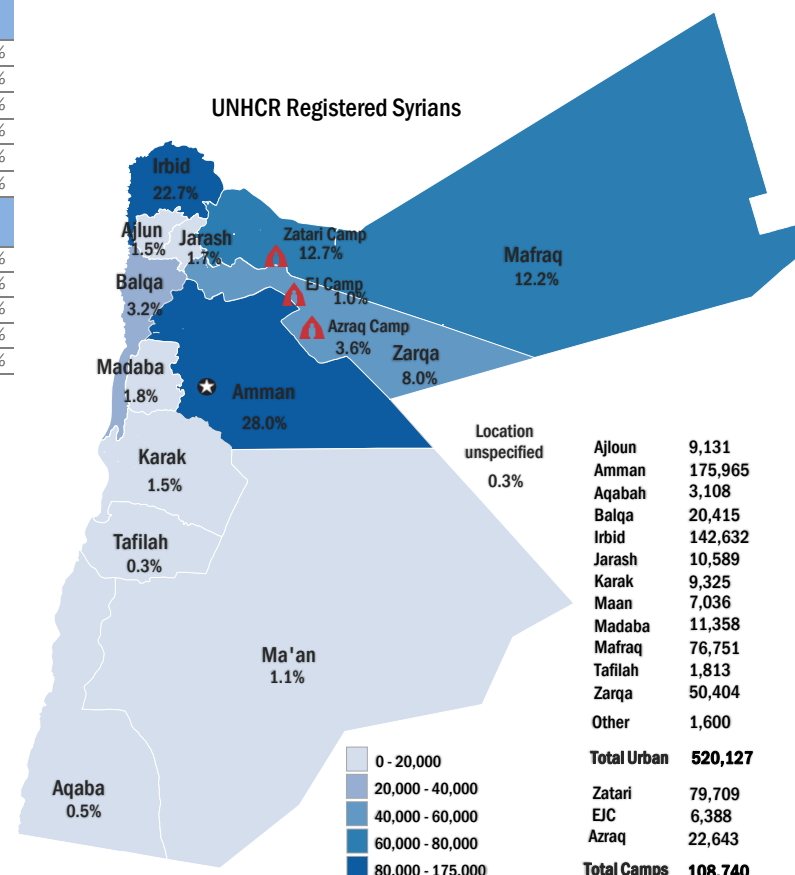 %
%
%
%
%
%
%
%
%
%
%
UNHCR Registered Syrians
Irbid
22.7%
Ajlun
1.5%
Jarash
1.7%
Zatari Camp
12.7%
Mafraq
12.2%
Balqa
3.2%
EJ Camp
1.0%
Azraq Camp
3.6%
Zarqa
8.0%
Madaba
1.8%
Amman
28.0%
Karak
1.5%
Location
unspecified
0.3%
Tafilah
0.3%
Ma'an
1.1%
Aqaba
0.5%
0 - 20,000
20,000 - 40,000
40,000 - 60,000
60,000 - 80,000
80,000 - 175,000
Ajloun 9,131
Amman 175,965
Aqabah 3,108
Balqa 20,415
Irbid 142,632
Jarash 10,589
Karak 9,325
Maan 7,036
Madaba 11,358
Mafraq 76,751
Tafilah 1,813
Zarqa 50,404
Other 1,600
Total Urban 520,127
Zatari 79,709
EJC 6,388
Azraq 22,643
Total Camps 108,740